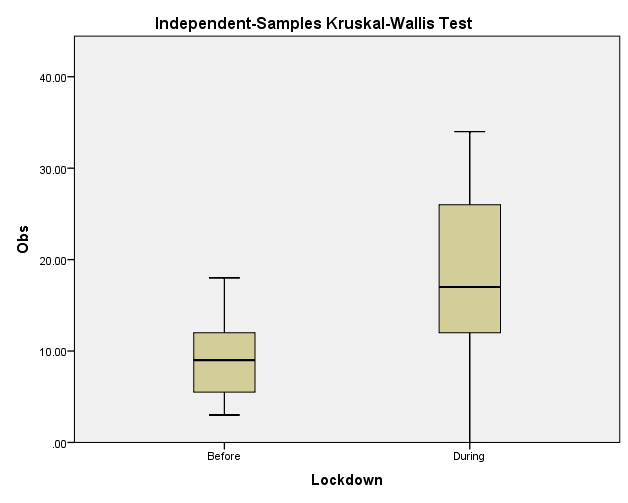 Independent-Samples Kruskal-Wallis Test
40.00
30.00
20.00
10.00
.00
Obs
Before
During
Lockdown